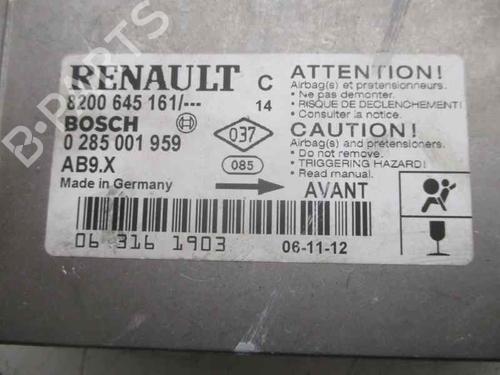 B-PARTS
RENAULT C
8200 645 161/--- 14
BOSCH
0 285 001 959
AB9.X
Made in Germany
037
085
ATTENTION!
Airbag(s) et pretensionneurs.
• Ne pas demonter.
• RISQUE DE DECLENCHEMENT!
• Consulter la notice.
CAUTION!
Airbag(s) and pretensioners.
• Do not remove.
• TRIGGERING HAZARD!
• Read manual.
AVANT
06 316 1903
06-11-12